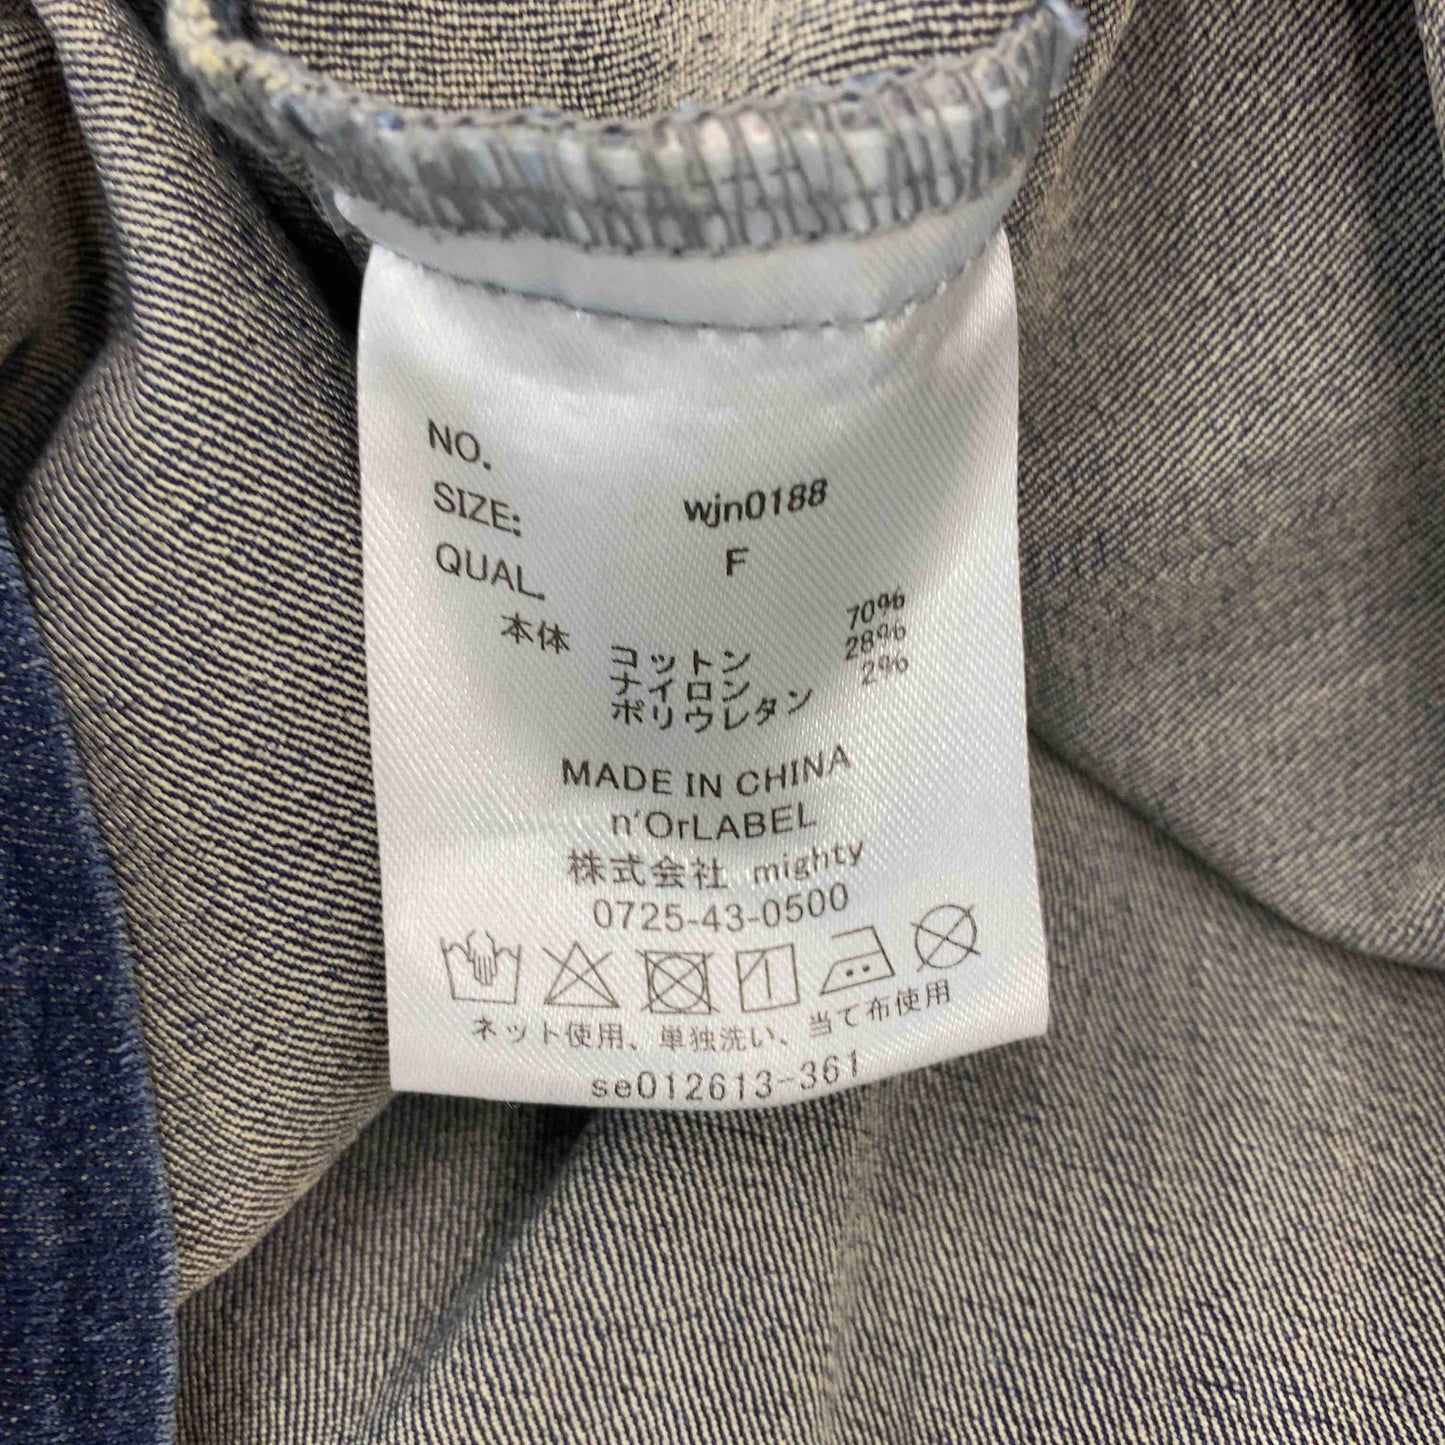 NO. wjn0188
SIZE: F
QUAL.
本体 コットン 70%
ナイロン 28%
ポリウレタン 2%
MADE IN CHINA
n'OrLABEL
株式会社 mighty
0725-43-0500
ネット使用、単独洗い、当て布使用
se012613-361